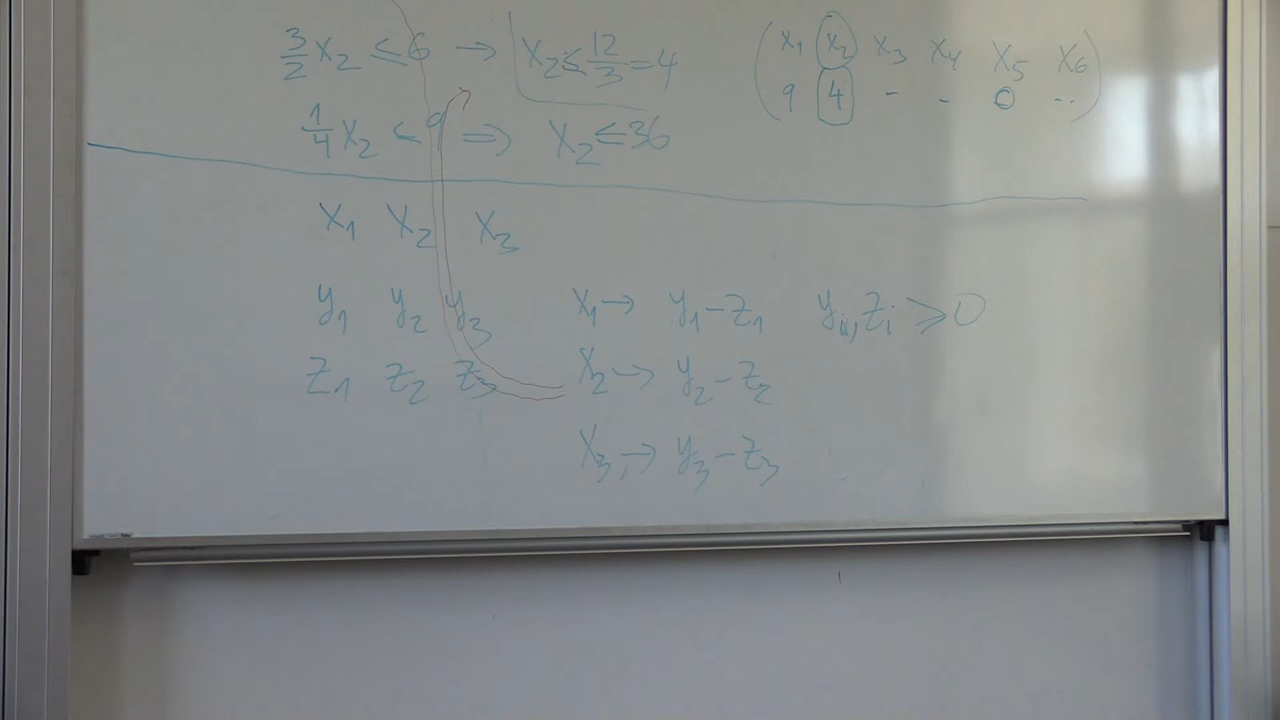 3/2 x₂ ≤ 6 → x₂ ≤ 12/3 = 4
1/4 x₂ ≤ 9 ⇒ x₂ ≤ 36
x₁ x₂ x₃ x₄ x₅ x₆
9 4 - - 0 ..
x₁ x₂ x₃
y₁ y₂ y₃
z₁ z₂ z₃
x₁ → y₁ - z₁ yᵢ, zᵢ ≥ 0
x₂ → y₂ - z₂
x₃ → y₃ - z₃